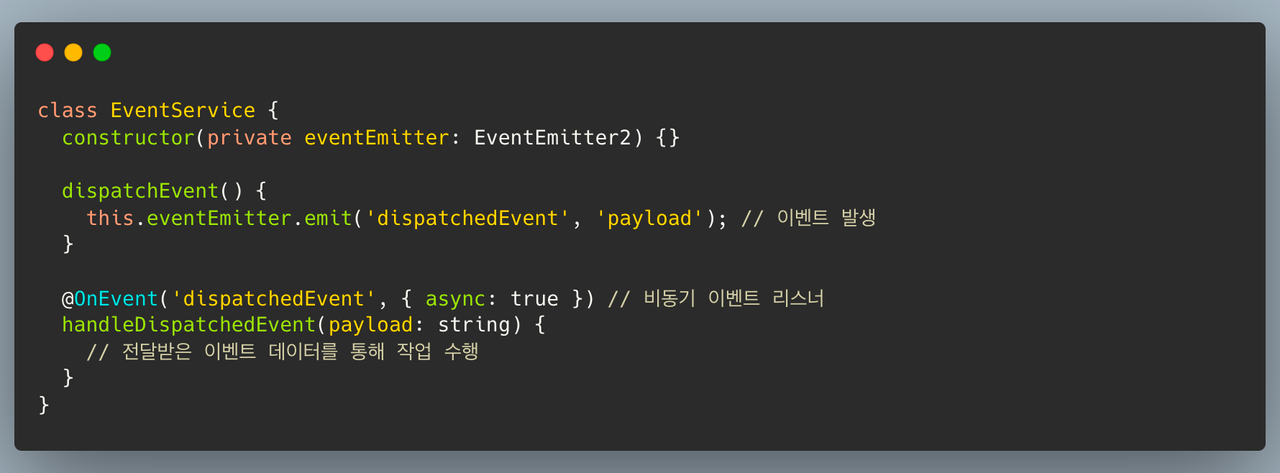 class EventService {
  constructor(private eventEmitter: EventEmitter2) {}
  dispatchEvent() {
    this.eventEmitter.emit('dispatchedEvent', 'payload'); // 이벤트 발생
  }
  @OnEvent('dispatchedEvent', { async: true }) // 비동기 이벤트 리스너
  handleDispatchedEvent(payload: string) {
    // 전달받은 이벤트 데이터를 통해 작업 수행
  }
}